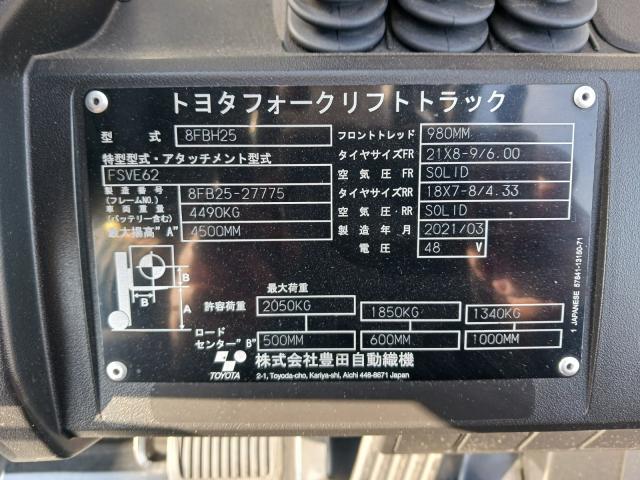 トヨタフォークリフトトラック
型 式 8FBH25 フロントトレッド 980MM
特型型式・アタッチメント型式 タイヤサイズFR 21X8-9/6.00
FSVE62 空気圧FR SOLID
製造番号 (フレームNO.) 8FB25-27775 タイヤサイズRR 18X7-8/4.33
車両重量 (バッテリー含む) 4490KG 空気圧RR SOLID
最大揚高"A" 4500MM 製造年月 2021/03
電圧 48 V
最大荷重
許容荷重 2050KG 1850KG 1340KG
ロードセンター"B" 500MM 600MM 1000MM
B
B
A
TOYOTA 株式会社豊田自動織機
2-1, Toyoda-cho, Kariya-shi, Aichi 448-8671 Japan
1 JAPANESE 57841-13150-71